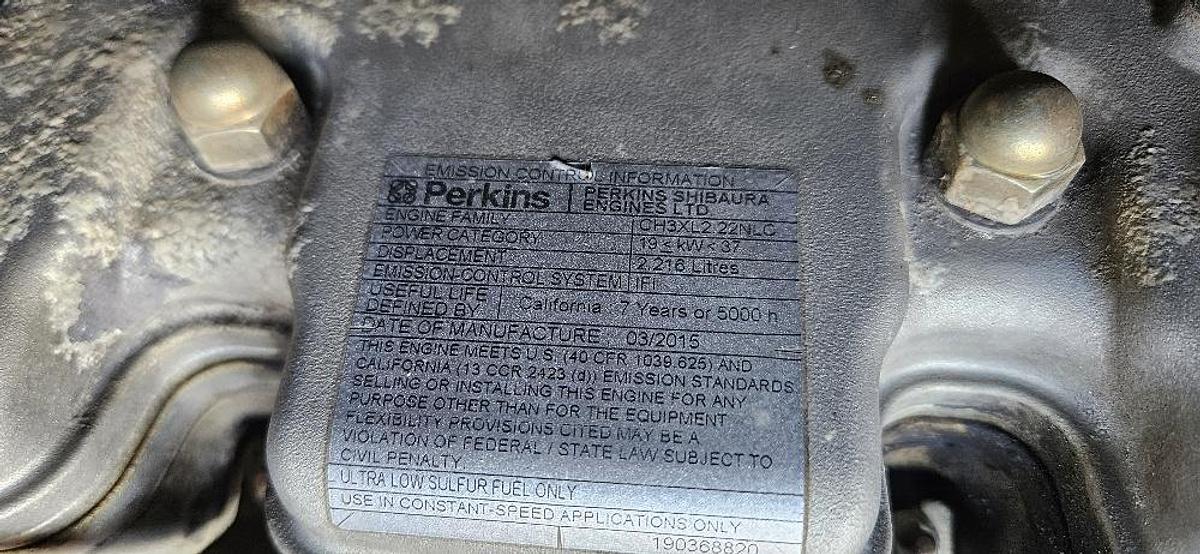 EMISSION CONTROL INFORMATION
Perkins PERKINS SHIBAURA
ENGINES LTD
ENGINE FAMILY CH3XL2.22NLC
POWER CATEGORY 19 ≤ kW < 37
DISPLACEMENT 2.216 Litres
EMISSION-CONTROL SYSTEM IFI
USEFUL LIFE
DEFINED BY California : 7 Years or 5000 h
DATE OF MANUFACTURE : 03/2015
THIS ENGINE MEETS U.S. (40 CFR 1039.625) AND
CALIFORNIA (13 CCR 2423 (d)) EMISSION STANDARDS
SELLING OR INSTALLING THIS ENGINE FOR ANY
PURPOSE OTHER THAN FOR THE EQUIPMENT
FLEXIBILITY PROVISIONS CITED MAY BE A
VIOLATION OF FEDERAL / STATE LAW SUBJECT TO
CIVIL PENALTY.
ULTRA LOW SULFUR FUEL ONLY
USE IN CONSTANT-SPEED APPLICATIONS ONLY
190368820